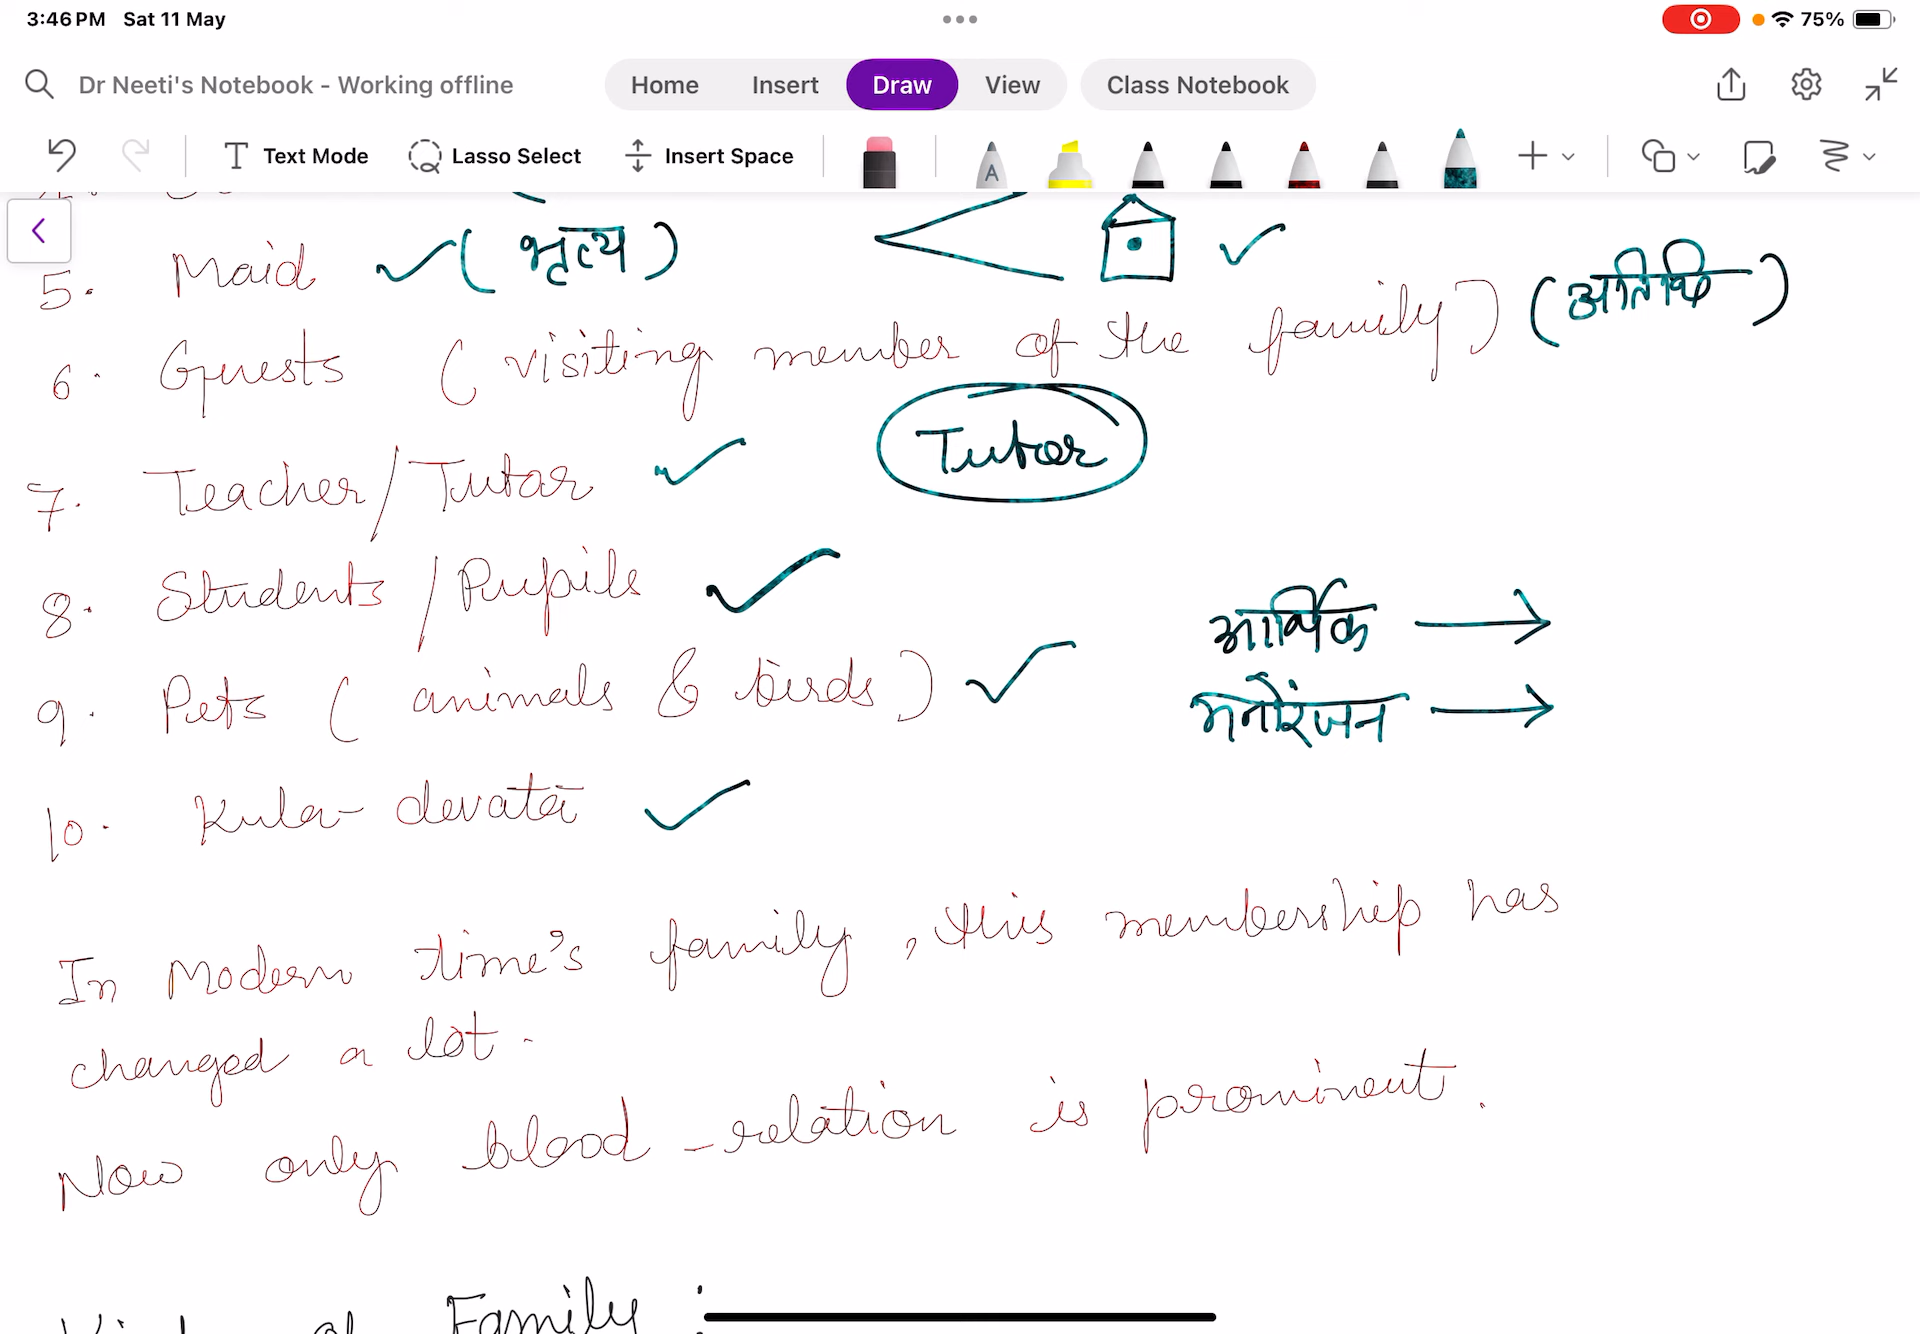 3:46 PM Sat 11 May
75%
Dr Neeti's Notebook - Working offline
Home Insert Draw View Class Notebook
Text Mode Lasso Select Insert Space
A
5. Maid (भृत्य)
6. Guests (visiting member of the family) (अतिथि)
Tutor
7. Teacher/Tutor
8. Students/Pupils
आर्थिक
9. Pets (animals & birds)
मनोरंजन
10. Kula-devatā
In Modern time's family, this membership has
changed a lot.
Now only blood-relation is prominent.
Family :